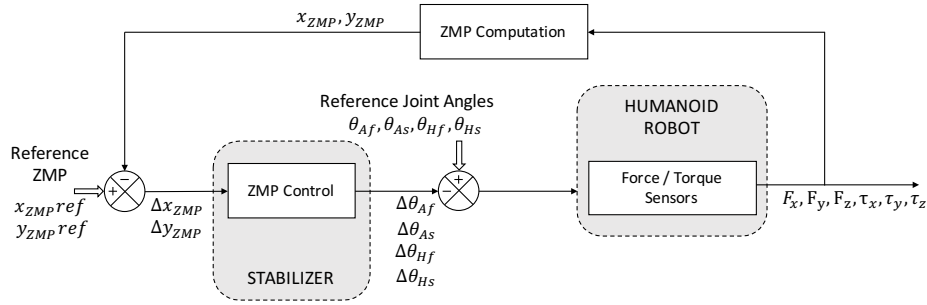 x_ZMP, y_ZMP
ZMP Computation
Reference Joint Angles
θ_Af, θ_As, θ_Hf, θ_Hs
HUMANOID
ROBOT
Reference
ZMP
x_ZMP ref
y_ZMP ref
−
+
Δx_ZMP
Δy_ZMP
ZMP Control
STABILIZER
+
−
Δθ_Af
Δθ_As
Δθ_Hf
Δθ_Hs
Force / Torque
Sensors
F_x, F_y, F_z, τ_x, τ_y, τ_z